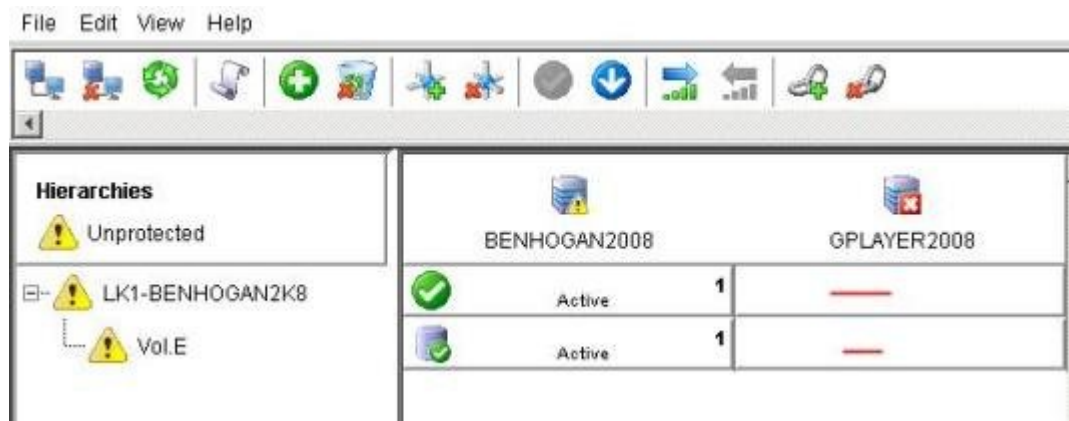 File Edit View Help
Hierarchies
Unprotected
BENHOGAN2008 GPLAYER2008
LK1-BENHOGAN2K8
Active 1
Vol.E
Active 1